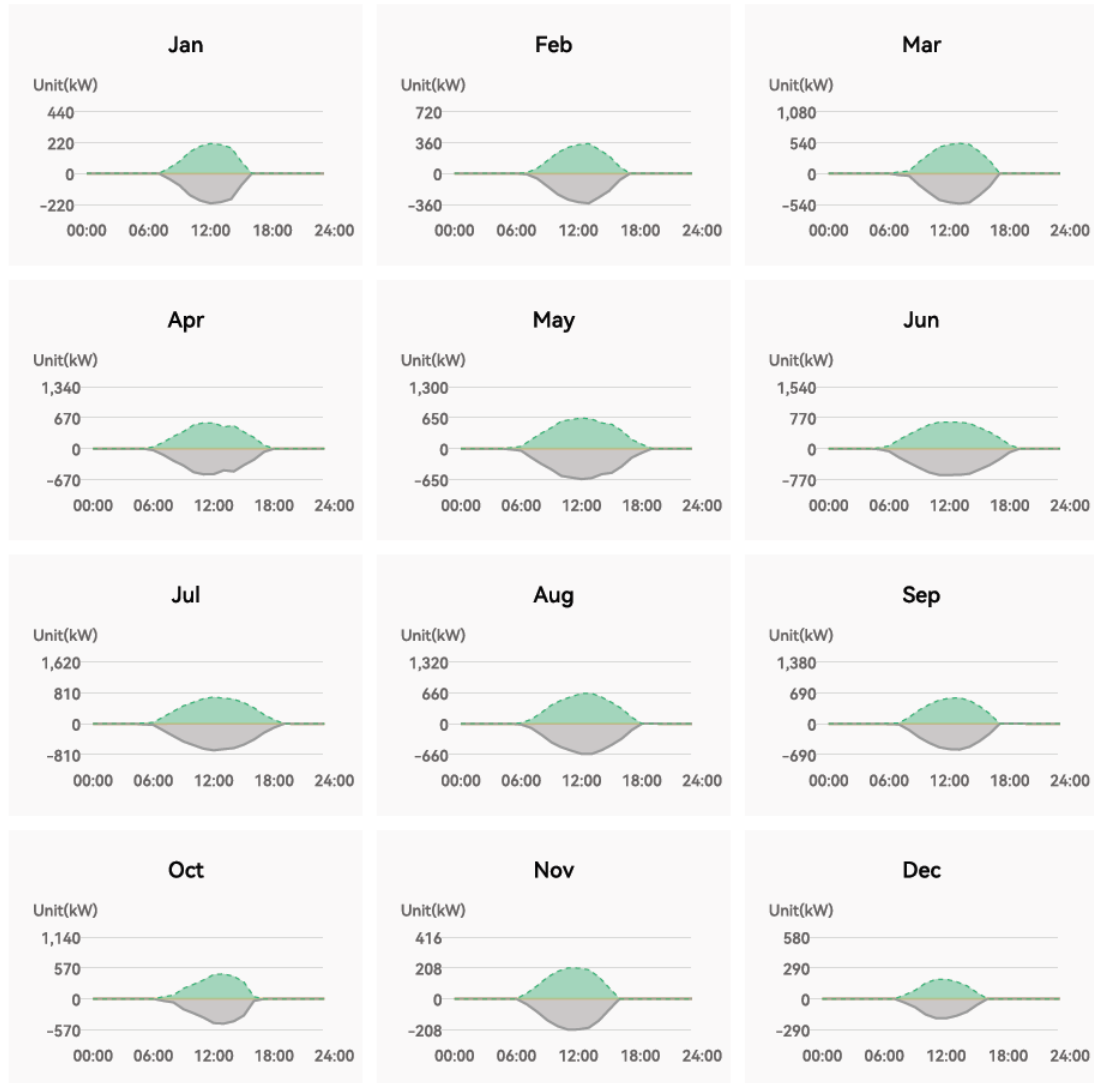 Jan
Unit(kW)
440
220
0
−220
00:00 06:00 12:00 18:00 24:00
Feb
Unit(kW)
720
360
0
−360
00:00 06:00 12:00 18:00 24:00
Mar
Unit(kW)
1,080
540
0
−540
00:00 06:00 12:00 18:00 24:00
Apr
Unit(kW)
1,340
670
0
−670
00:00 06:00 12:00 18:00 24:00
May
Unit(kW)
1,300
650
0
−650
00:00 06:00 12:00 18:00 24:00
Jun
Unit(kW)
1,540
770
0
−770
00:00 06:00 12:00 18:00 24:00
Jul
Unit(kW)
1,620
810
0
−810
00:00 06:00 12:00 18:00 24:00
Aug
Unit(kW)
1,320
660
0
−660
00:00 06:00 12:00 18:00 24:00
Sep
Unit(kW)
1,380
690
0
−690
00:00 06:00 12:00 18:00 24:00
Oct
Unit(kW)
1,140
570
0
−570
00:00 06:00 12:00 18:00 24:00
Nov
Unit(kW)
416
208
0
−208
00:00 06:00 12:00 18:00 24:00
Dec
Unit(kW)
580
290
0
−290
00:00 06:00 12:00 18:00 24:00